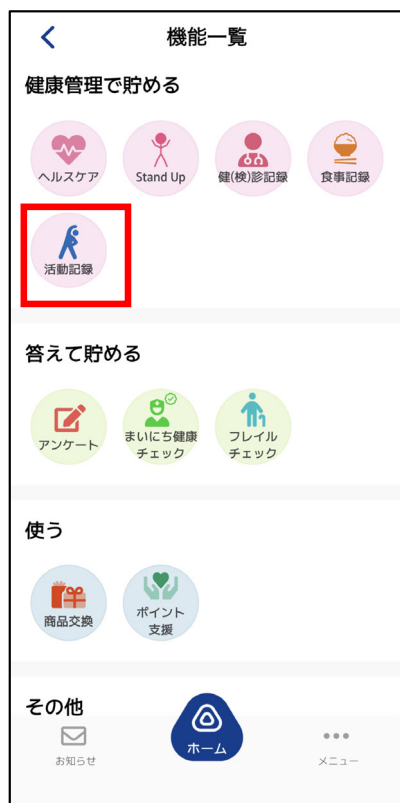 機能一覧
健康管理で貯める
ヘルスケア
Stand Up
健(検)診記録
食事記録
活動記録
答えて貯める
アンケート
まいにち健康
チェック
フレイル
チェック
使う
商品交換
ポイント
支援
その他
お知らせ
ホーム
メニュー